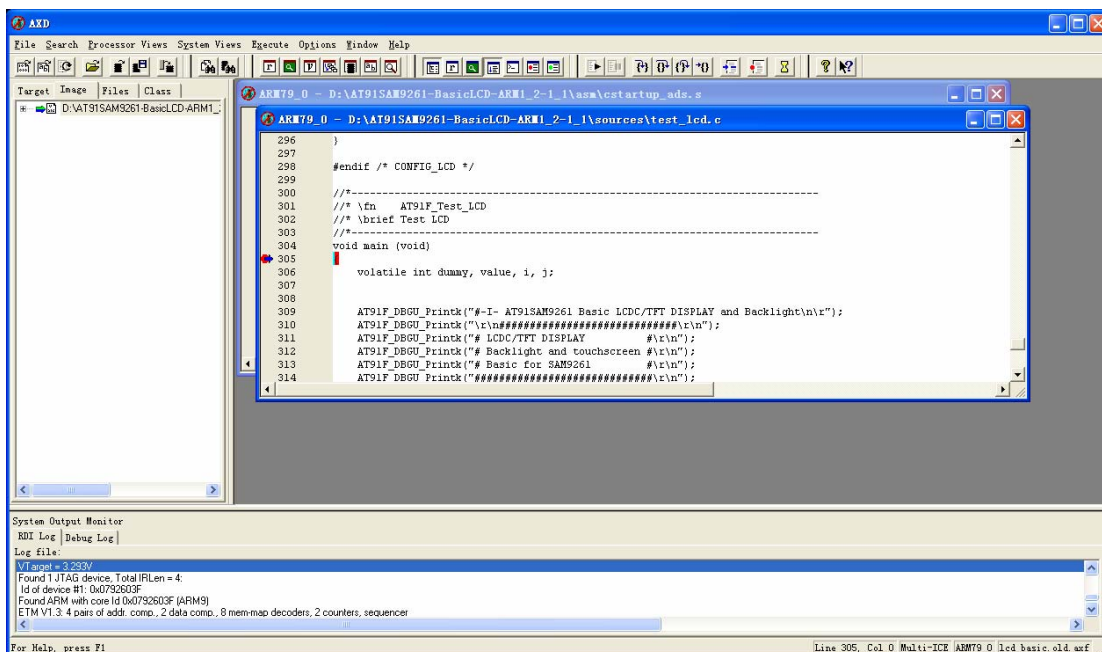 AXD
File Search Processor Views System Views Execute Options Window Help
Target Image Files Class
D:\AT91SAM9261-BasicLCD-ARM1_
ARM79_0 - D:\AT91SAM9261-BasicLCD-ARM1_2-1_1\asm\cstartup_ads.s
ARM79_0 - D:\AT91SAM9261-BasicLCD-ARM1_2-1_1\sources\test_lcd.c
296 }
297
298 #endif /* CONFIG_LCD */
299
300 //*-----------------------------------------------------------------------------
301 //* \fn    AT91F_Test_LCD
302 //* \brief Test LCD
303 //*-----------------------------------------------------------------------------
304 void main (void)
305
306     volatile int dummy, value, i, j;
307
308
309     AT91F_DBGU_Printk("#-I- AT91SAM9261 Basic LCDC/TFT DISPLAY and Backlight\n\r");
310     AT91F_DBGU_Printk("\r\n#############################\r\n");
311     AT91F_DBGU_Printk("# LCDC/TFT DISPLAY          #\r\n");
312     AT91F_DBGU_Printk("# Backlight and touchscreen #\r\n");
313     AT91F_DBGU_Printk("# Basic for SAM9261         #\r\n");
314     AT91F_DBGU_Printk("#############################\r\n");
System Output Monitor
RDI Log Debug Log
Log file:
VTarget = 3.293V
Found 1 JTAG device, Total IRLen = 4:
Id of device #1: 0x0792603F
Found ARM with core Id 0x0792603F (ARM9)
ETM V1.3: 4 pairs of addr. comp., 2 data comp., 8 mem-map decoders, 2 counters, sequencer
For Help, press F1
Line 305, Col 0 Multi-ICE ARM79_0 lcd_basic.old.axf